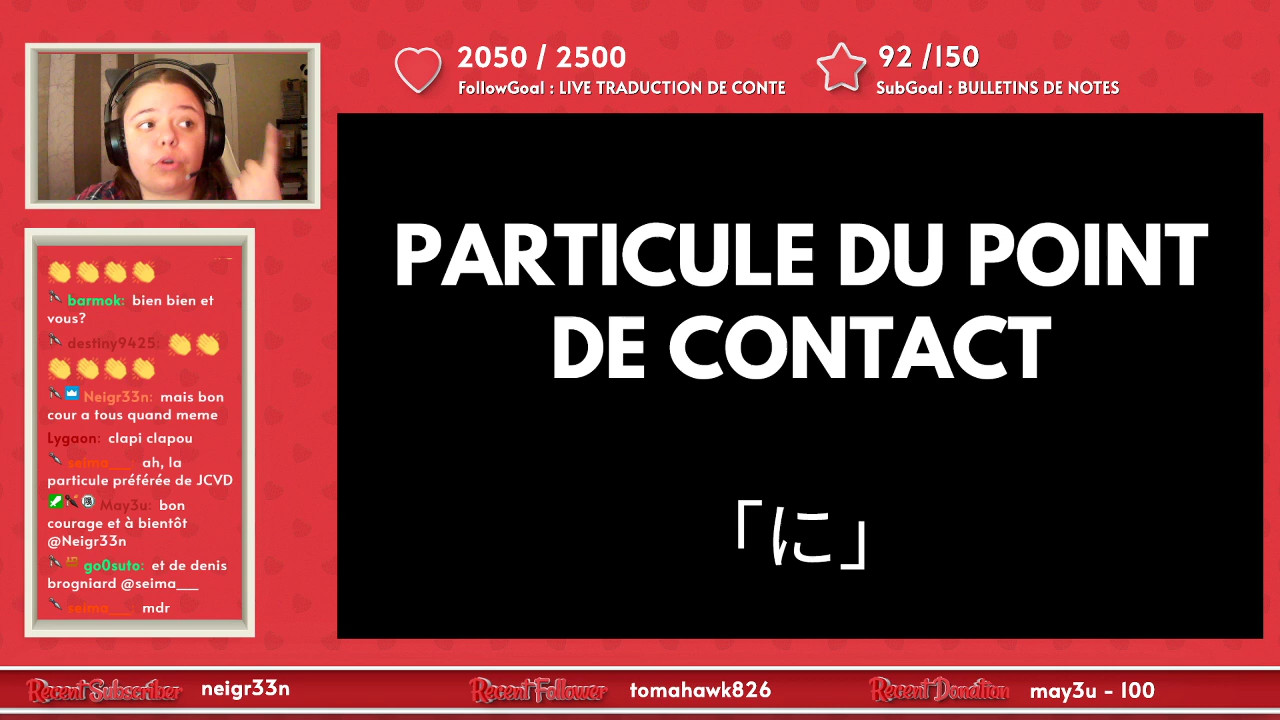 2050 / 2500
FollowGoal : LIVE TRADUCTION DE CONTE
92 /150
SubGoal : BULLETINS DE NOTES
PARTICULE DU POINT
DE CONTACT
「に」
barmok: bien bien et
vous?
destiny9425:
Neigr33n: mais bon
cour a tous quand meme
Lygaon: clapi clapou
seima___: ah, la
particule préférée de JCVD
May3u: bon
courage et à bientôt
@Neigr33n
go0suto: et de denis
brogniard @seima___
seima___: mdr
Recent Subscriber neigr33n
Recent Follower tomahawk826
Recent Donation may3u - 100